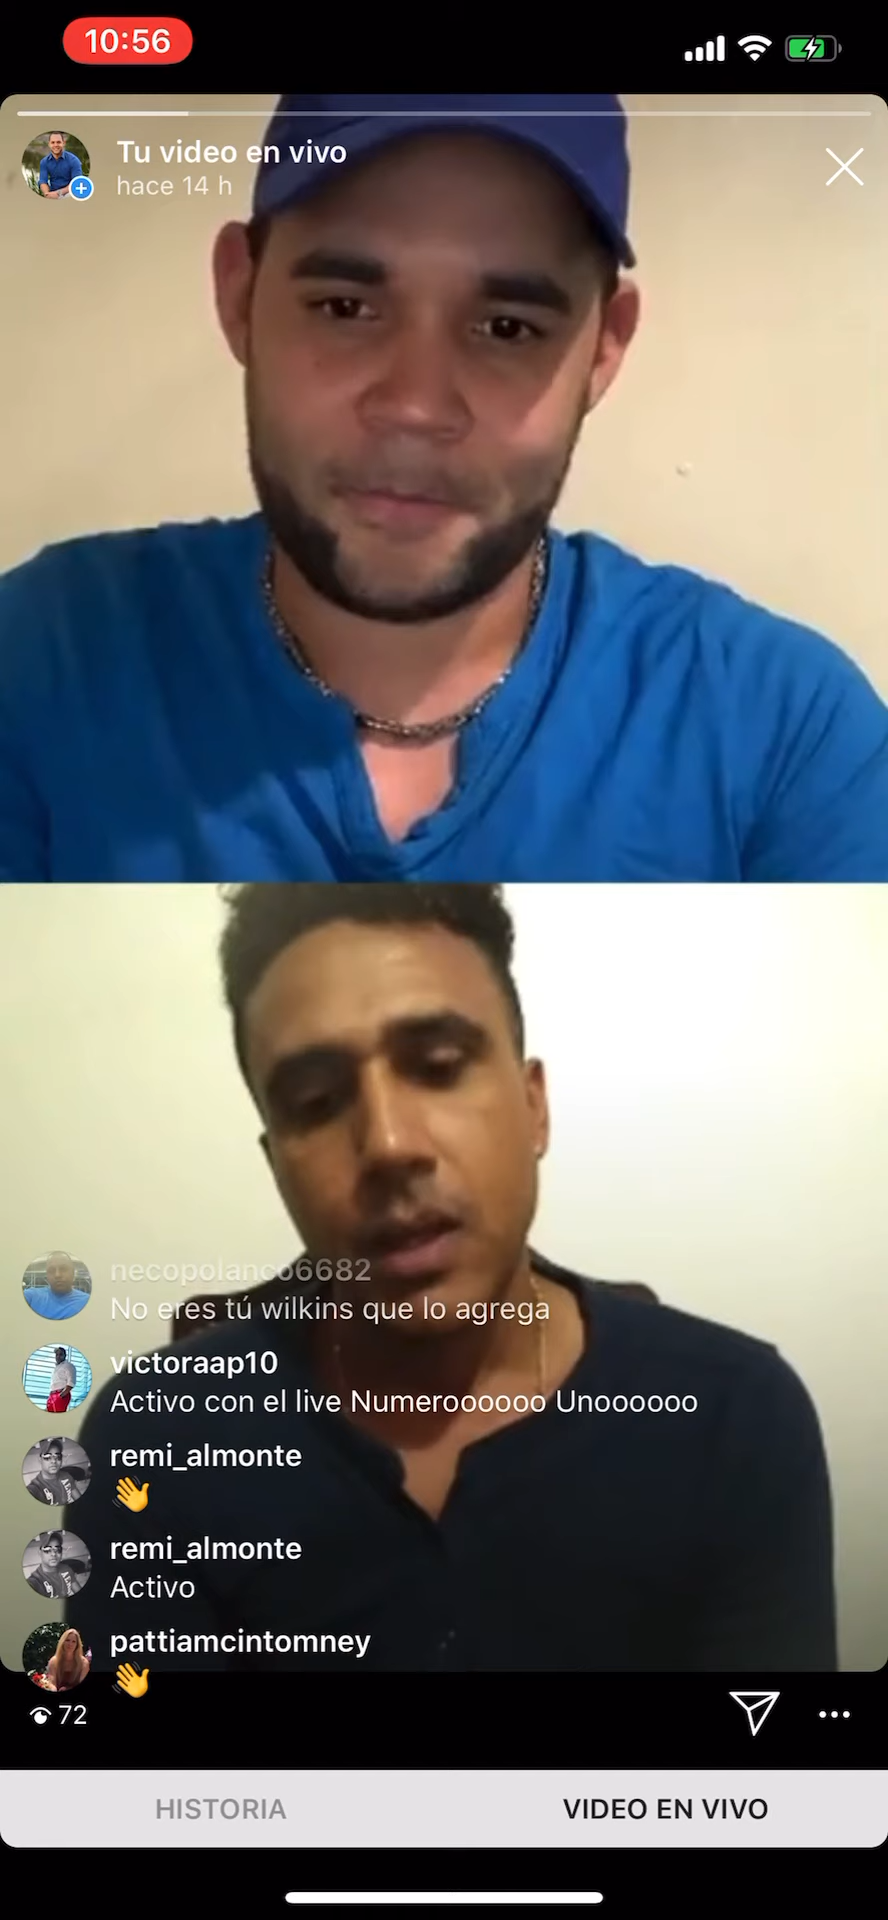 10:56
Tu video en vivo
hace 14 h
necopolanco6682
No eres tú wilkins que lo agrega
victoraap10
Activo con el live Numeroooooo Unoooooo
remi_almonte
👋
remi_almonte
Activo
pattiamcintomney
👋
72
HISTORIA
VIDEO EN VIVO